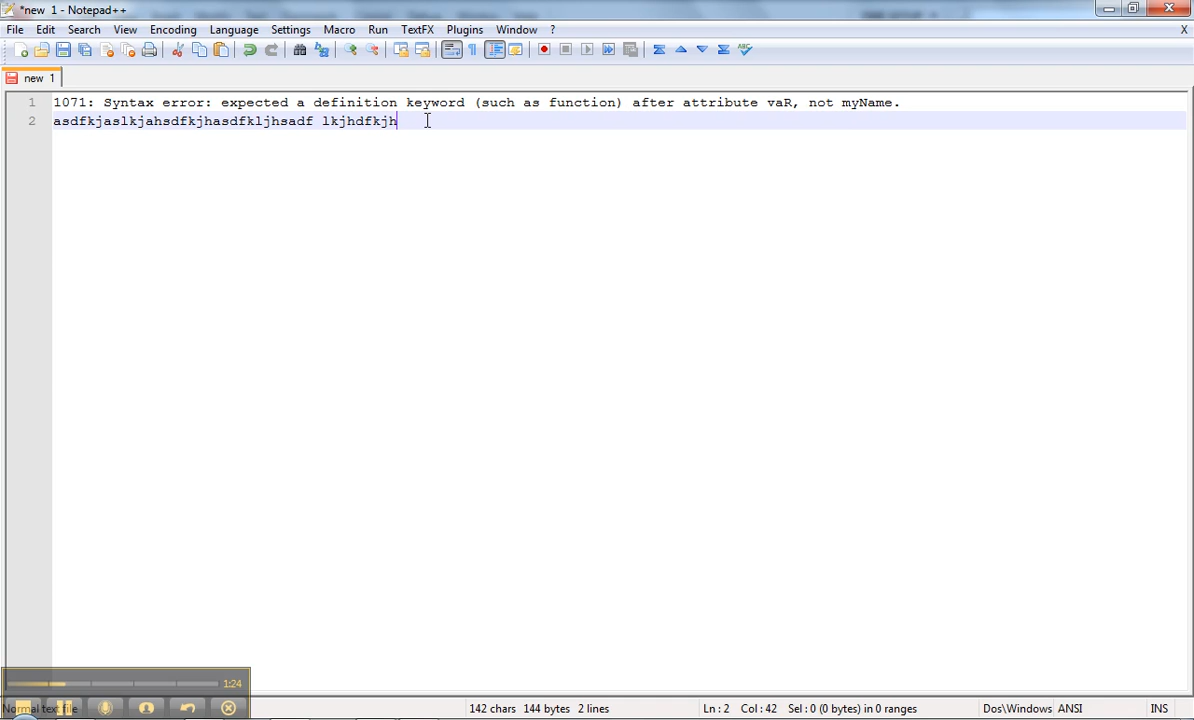 *new 1 - Notepad++
File Edit Search View Encoding Language Settings Macro Run TextFX Plugins Window ? X
new 1
1 1071: Syntax error: expected a definition keyword (such as function) after attribute vaR, not myName.
2 asdfkjaslkjahsdfkjhasdfkljhsadf lkjhdfkjh
1:24
Normal text file 142 chars 144 bytes 2 lines Ln : 2 Col : 42 Sel : 0 (0 bytes) in 0 ranges Dos\Windows ANSI INS